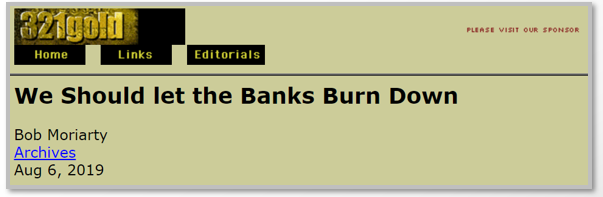 321gold
PLEASE VISIT OUR SPONSOR
Home Links Editorials
We Should let the Banks Burn Down
Bob Moriarty
Archives
Aug 6, 2019